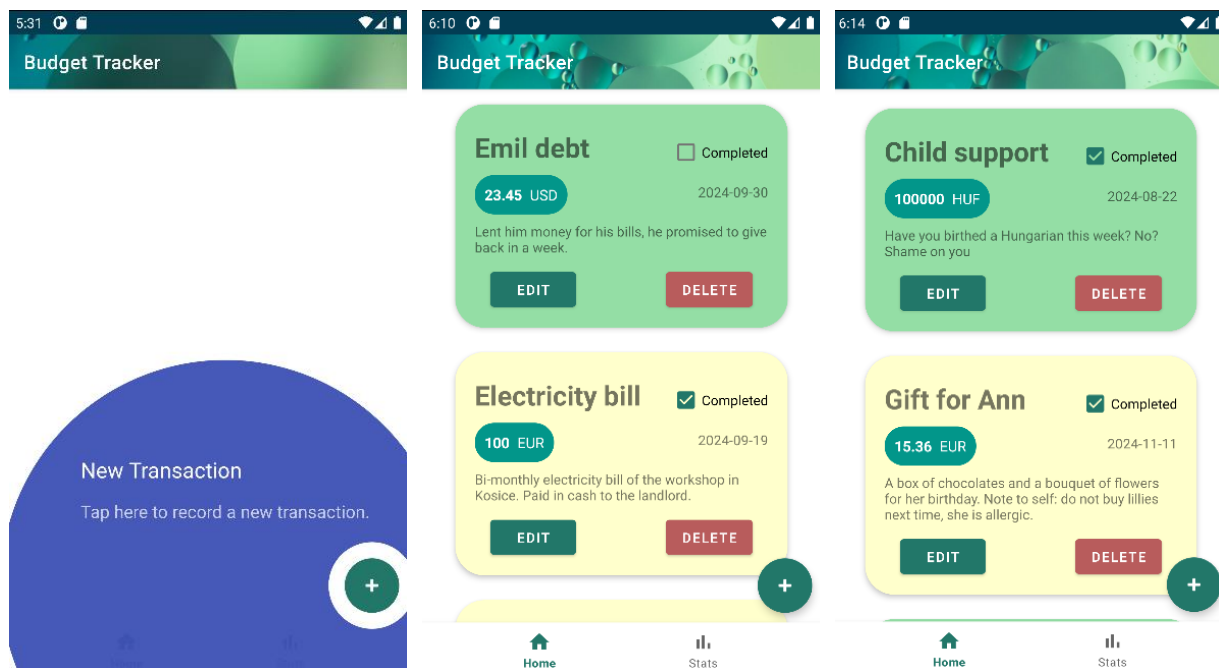 5:31
Budget Tracker
New Transaction
Tap here to record a new transaction.
+
Home
6:10
Budget Tracker
Emil debt
Completed
23.45 USD
2024-09-30
Lent him money for his bills, he promised to give
back in a week.
EDIT
DELETE
Electricity bill
Completed
100 EUR
2024-09-19
Bi-monthly electricity bill of the workshop in
Kosice. Paid in cash to the landlord.
EDIT
DELETE
+
Home
Stats
6:14
Budget Tracker
Child support
Completed
100000 HUF
2024-08-22
Have you birthed a Hungarian this week? No?
Shame on you
EDIT
DELETE
Gift for Ann
Completed
15.36 EUR
2024-11-11
A box of chocolates and a bouquet of flowers
for her birthday. Note to self: do not buy lillies
next time, she is allergic.
EDIT
DELETE
+
Home
Stats